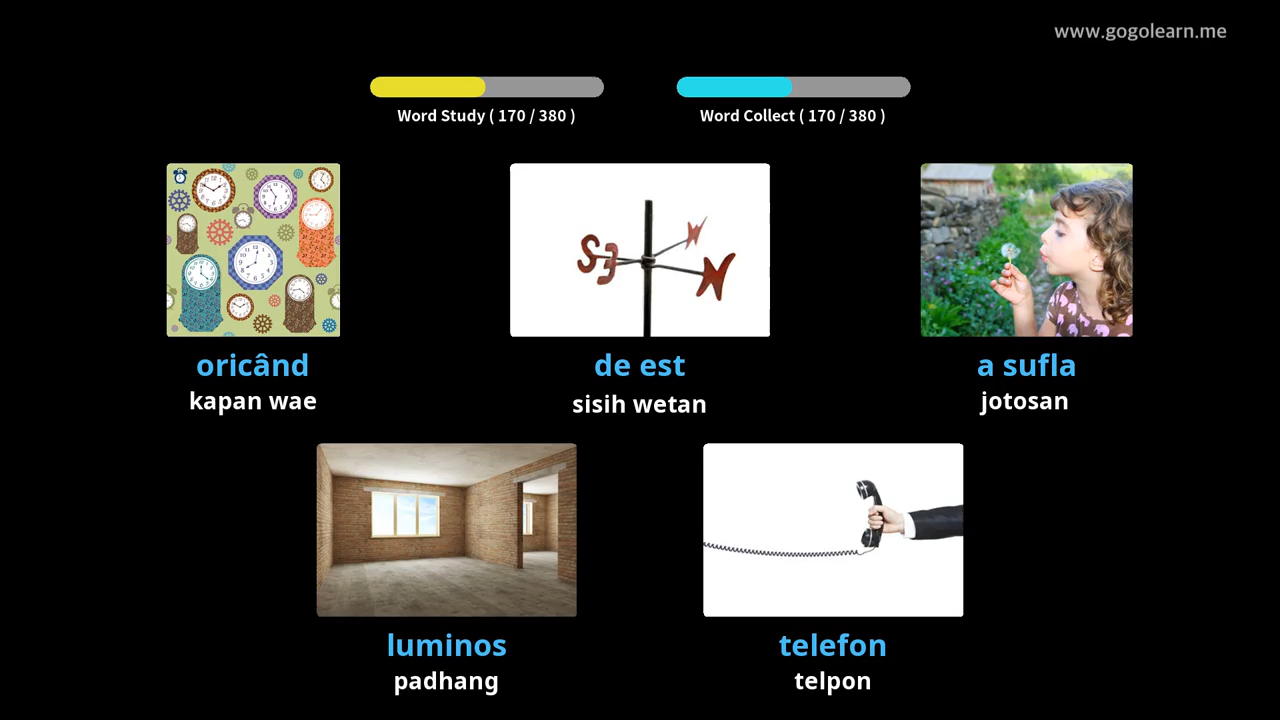 www.gogolearn.me
Word Study ( 170 / 380 )
Word Collect ( 170 / 380 )
S E N W
oricând
kapan wae
de est
sisih wetan
a sufla
jotosan
luminos
padhang
telefon
telpon